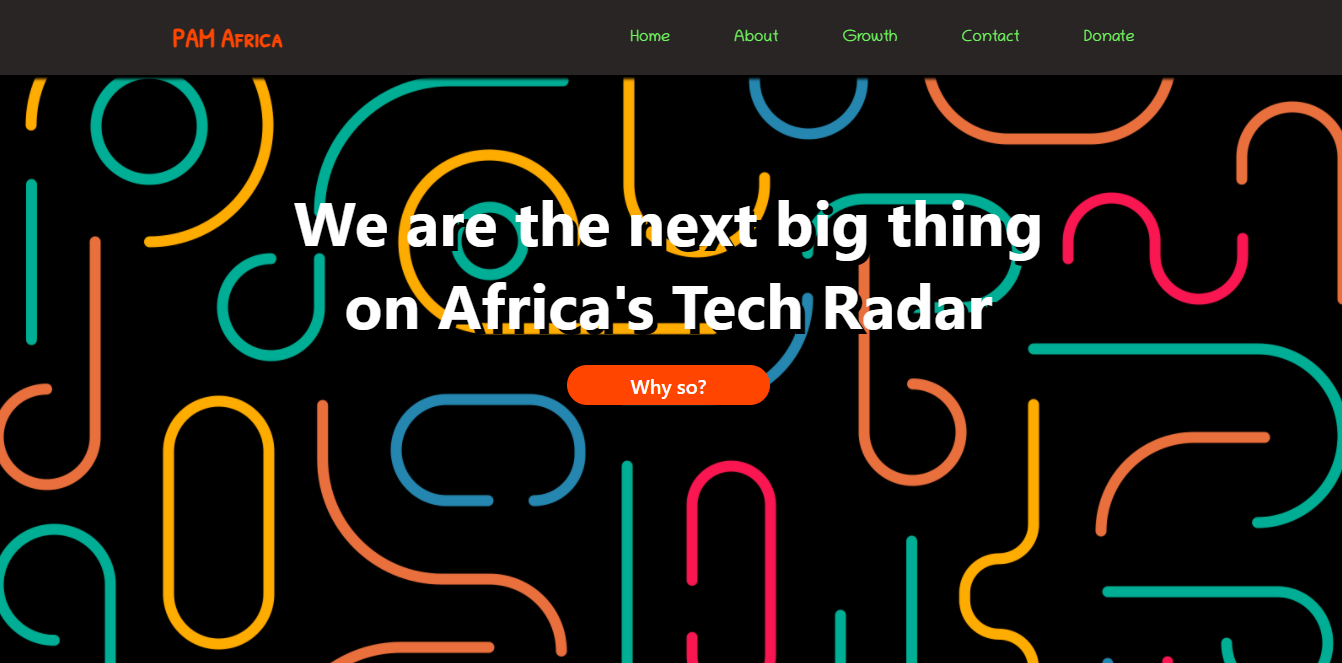 PAM Africa
Home About Growth Contact Donate
We are the next big thing
on Africa's Tech Radar
Why so?